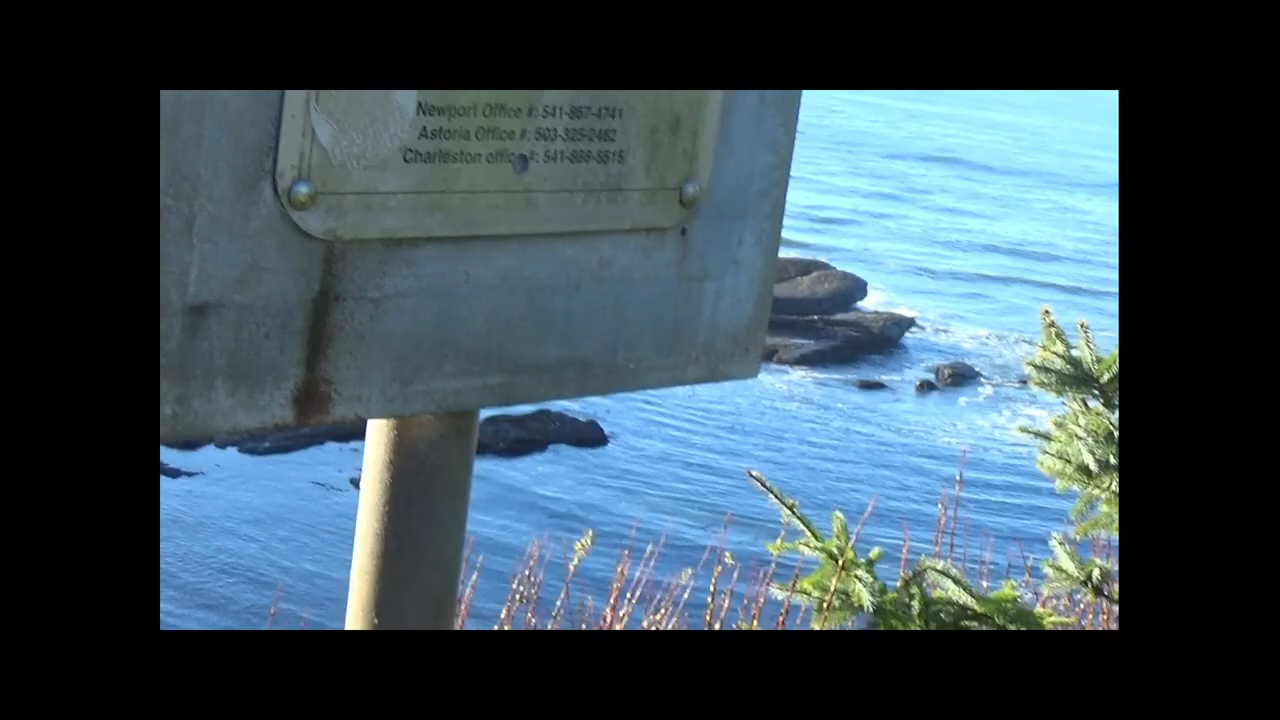 Newport Office #: 541-867-4741
Astoria Office #: 503-325-2462
Charleston office #: 541-888-5515